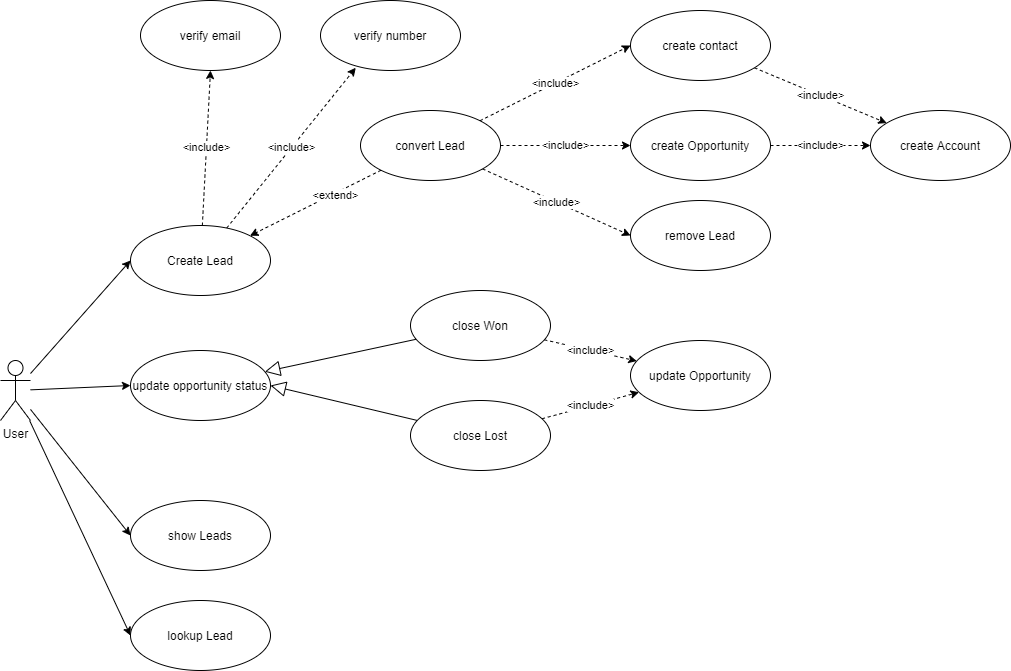 verify email
verify number
create contact
<include>
<include>
convert Lead
<include>
create Opportunity
<include>
create Account
<include>
<include>
<extend>
<include>
remove Lead
Create Lead
close Won
<include>
update Opportunity
update opportunity status
<include>
close Lost
User
show Leads
lookup Lead